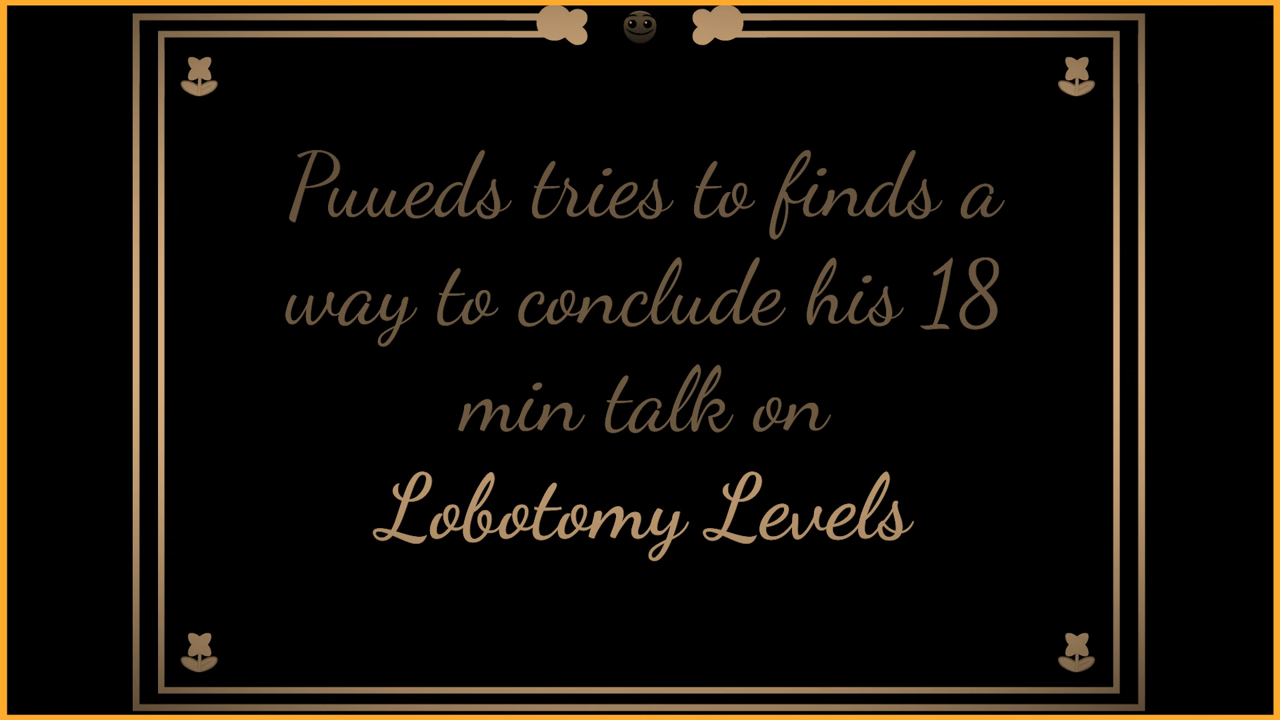 Puueds tries to finds a
way to conclude his 18
min talk on
Lobotomy Levels